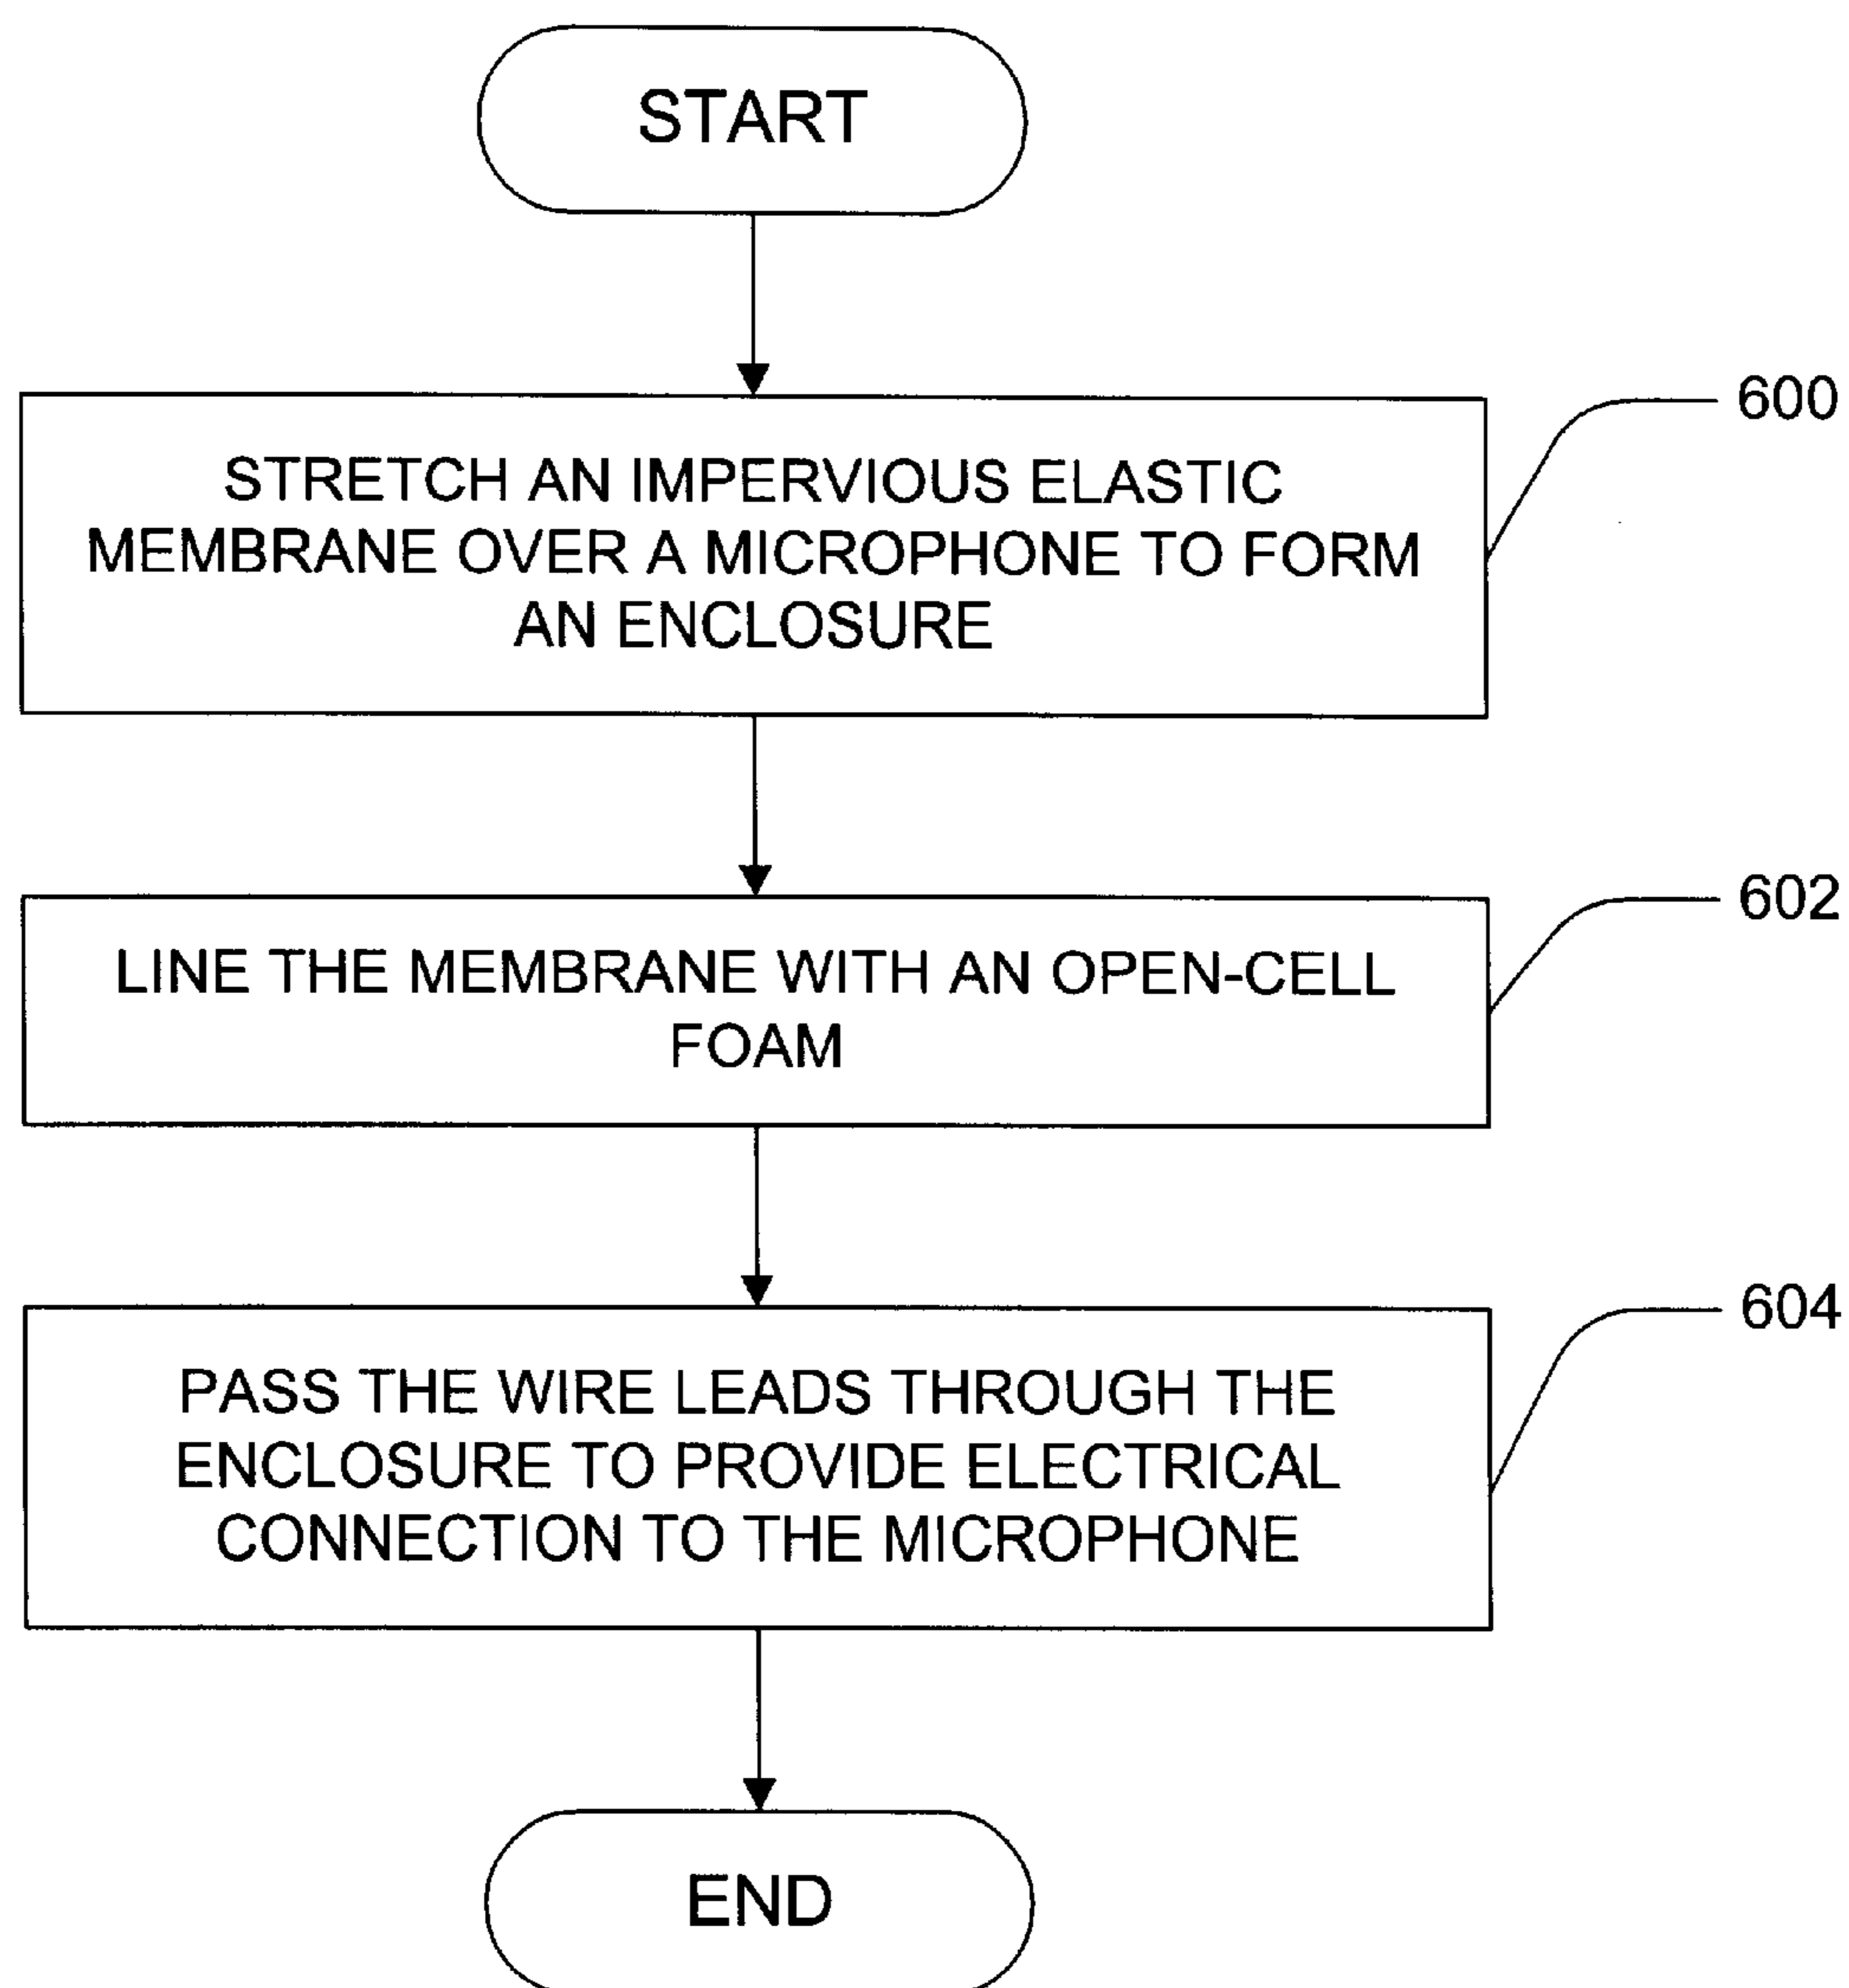 START
600
STRETCH AN IMPERVIOUS ELASTIC
MEMBRANE OVER A MICROPHONE TO FORM
AN ENCLOSURE
602
LINE THE MEMBRANE WITH AN OPEN-CELL
FOAM
604
PASS THE WIRE LEADS THROUGH THE
ENCLOSURE TO PROVIDE ELECTRICAL
CONNECTION TO THE MICROPHONE
END